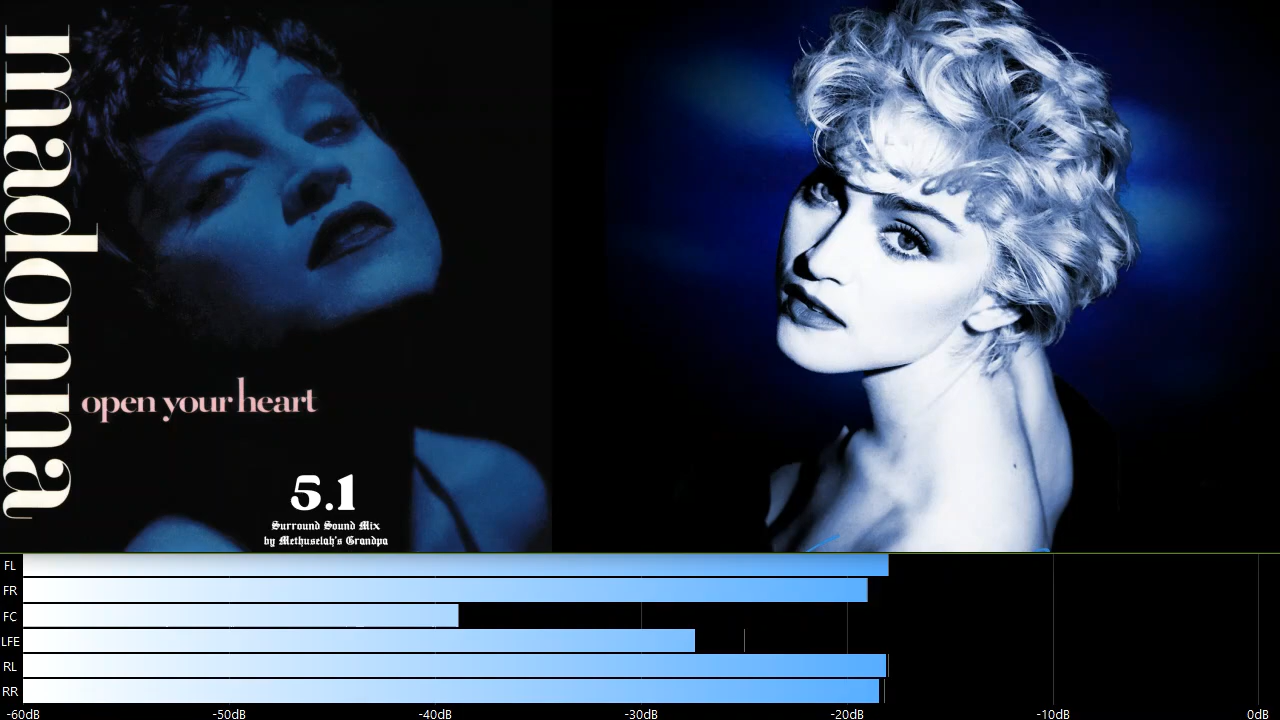 madonna
open your heart
5.1
Surround Sound Mix
by Methuselah's Grandpa
FL
FR
FC
LFE
RL
RR
-60dB -50dB -40dB -30dB -20dB -10dB 0dB